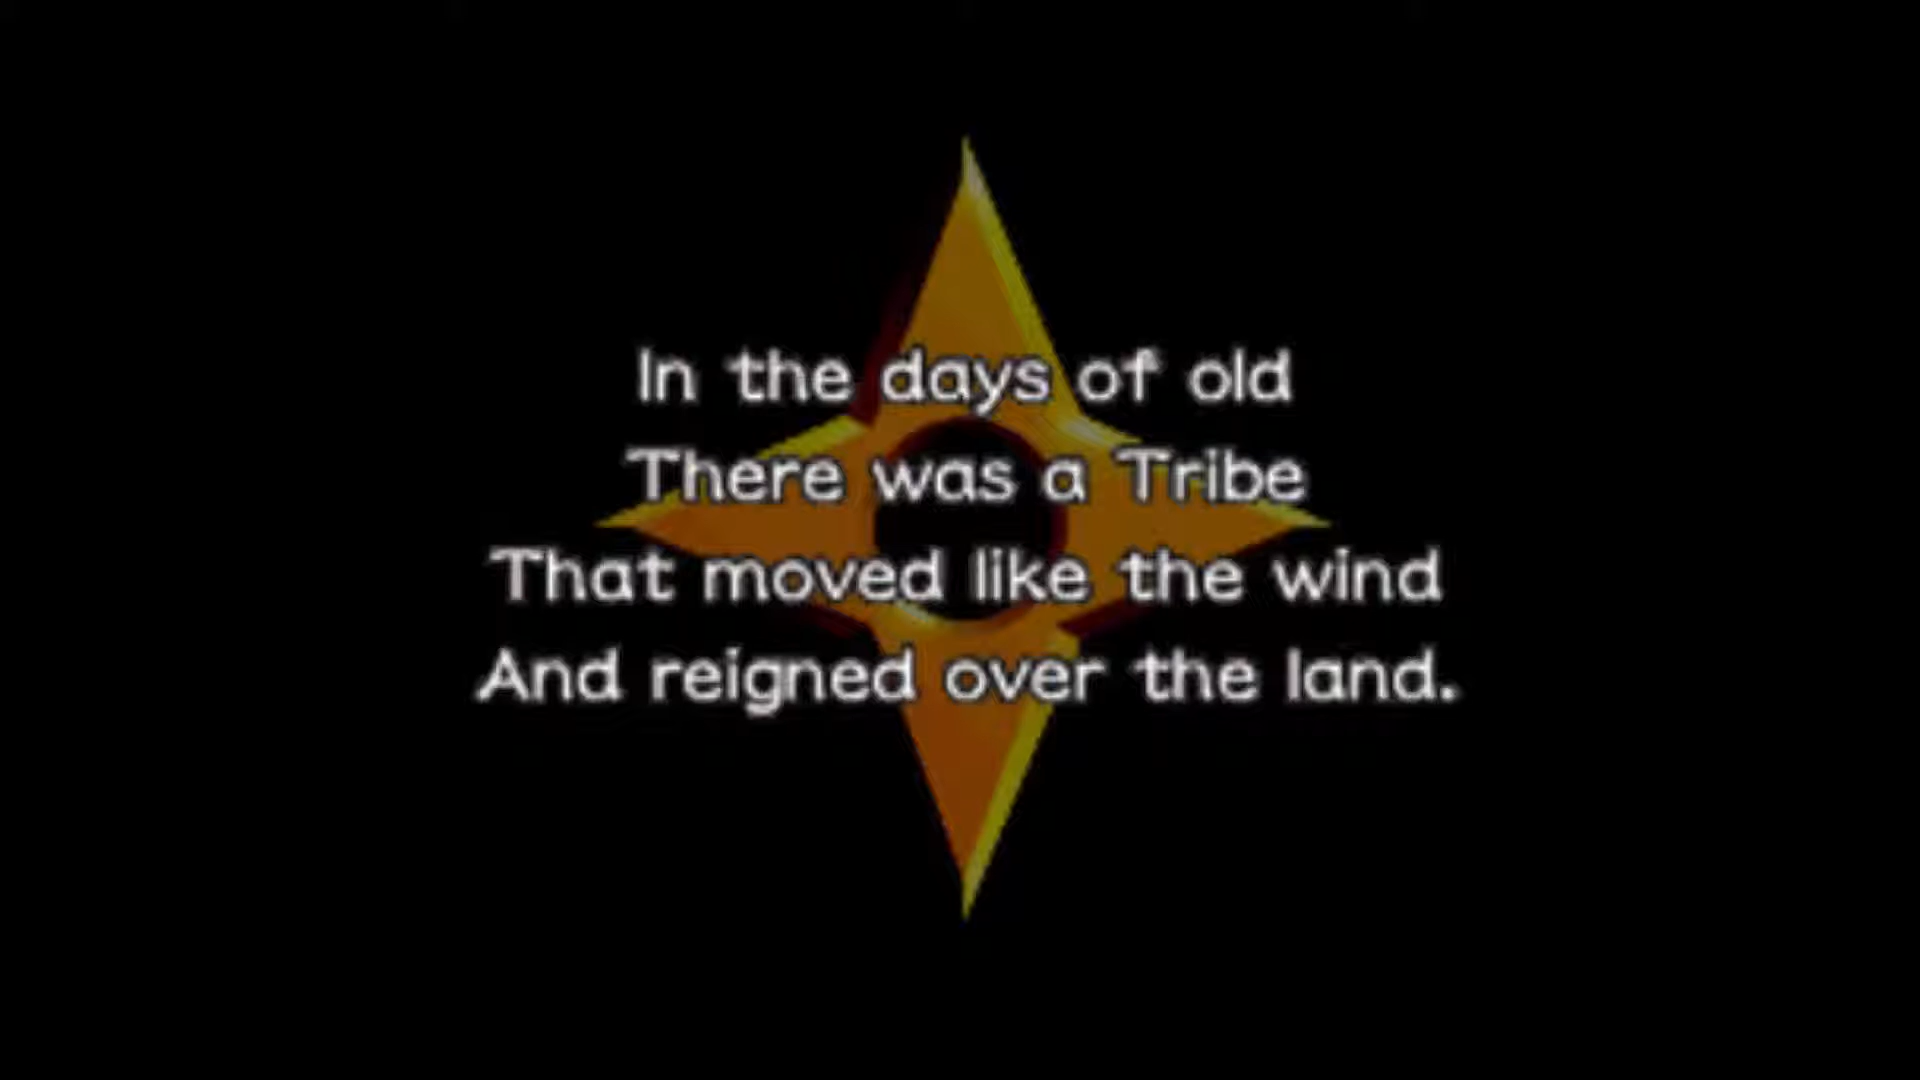 In the days of old
There was a Tribe
That moved like the wind
And reigned over the land.